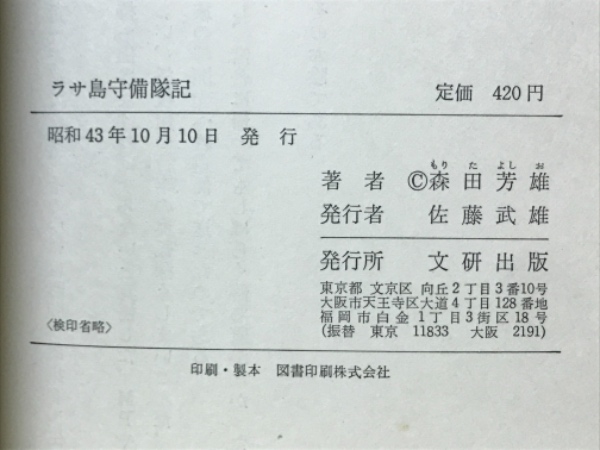 ラサ島守備隊記 定価 420円
昭和43年10月10日 発行
もり た よし お
著者 ©森田芳雄
発行者 佐藤武雄
発行所 文研出版
東京都 文京区 向丘2丁目3番10号
大阪市天王寺区大道4丁目128番地
福岡市白金1丁目3街区18号
〈検印省略〉 (振替 東京 11833 大阪 2191)
印刷・製本 図書印刷株式会社